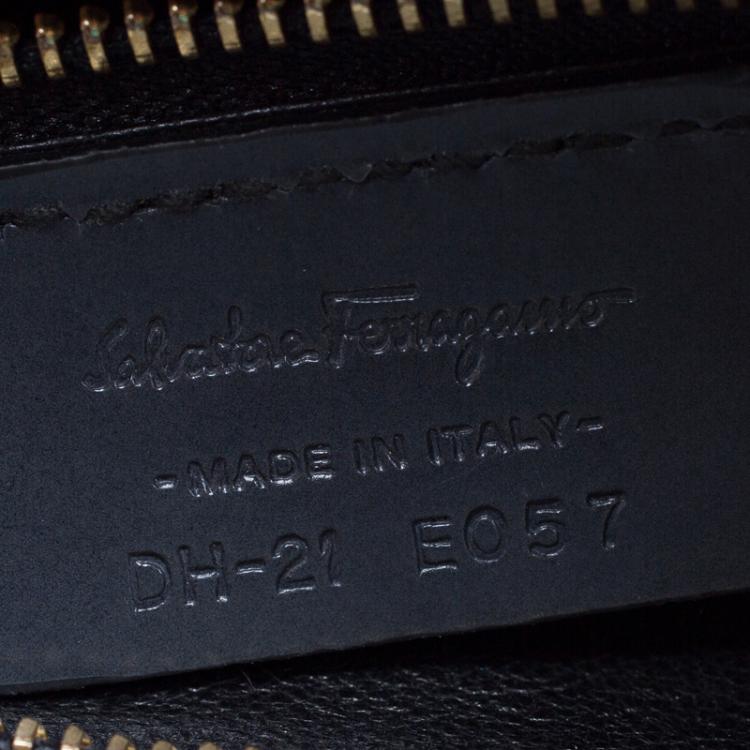 Salvatore Ferragamo
-MADE IN ITALY-
DH-21 E057